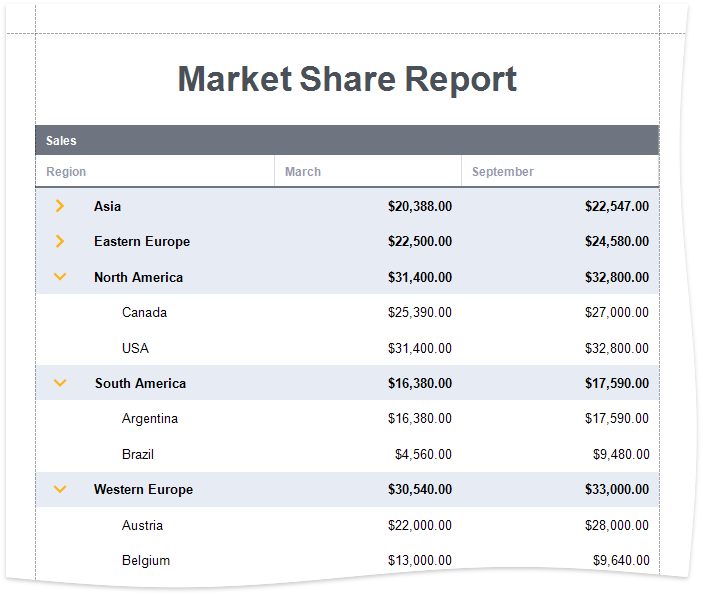 Market Share Report
Sales
Region March September
Asia $20,388.00 $22,547.00
Eastern Europe $22,500.00 $24,580.00
North America $31,400.00 $32,800.00
Canada $25,390.00 $27,000.00
USA $31,400.00 $32,800.00
South America $16,380.00 $17,590.00
Argentina $16,380.00 $17,590.00
Brazil $4,560.00 $9,480.00
Western Europe $30,540.00 $33,000.00
Austria $22,000.00 $28,000.00
Belgium $13,000.00 $9,640.00